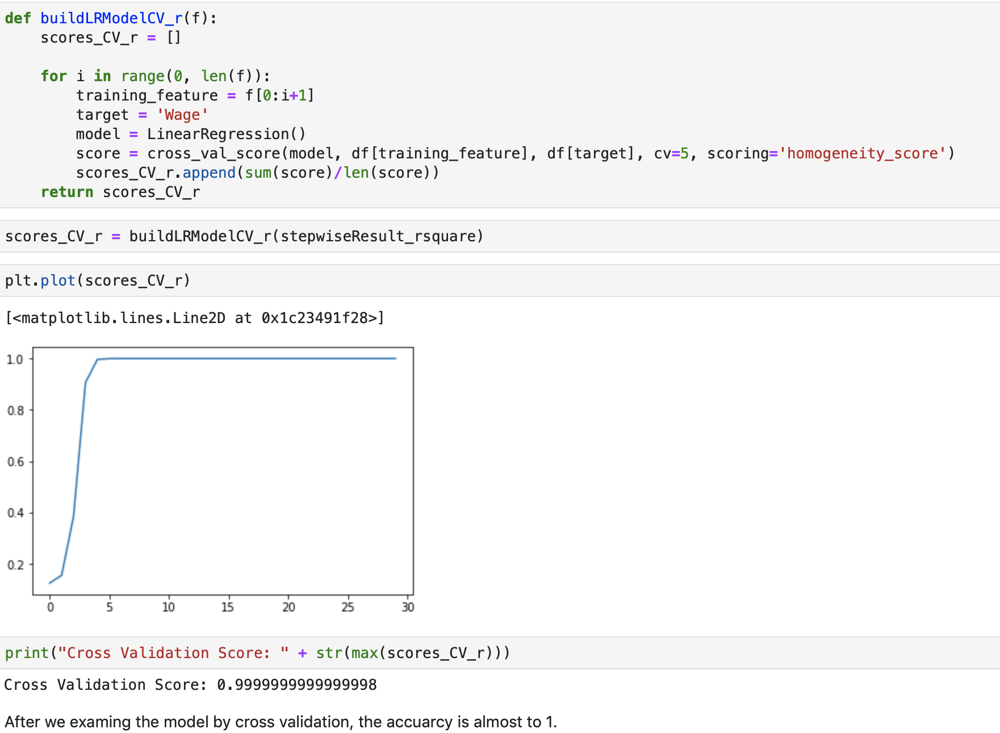 def buildLRModelCV_r(f):
    scores_CV_r = []
    for i in range(0, len(f)):
        training_feature = f[0:i+1]
        target = 'Wage'
        model = LinearRegression()
        score = cross_val_score(model, df[training_feature], df[target], cv=5, scoring='homogeneity_score')
        scores_CV_r.append(sum(score)/len(score))
    return scores_CV_r
scores_CV_r = buildLRModelCV_r(stepwiseResult_rsquare)
plt.plot(scores_CV_r)
[<matplotlib.lines.Line2D at 0x1c23491f28>]
1.0
0.8
0.6
0.4
0.2
0 5 10 15 20 25 30
print("Cross Validation Score: " + str(max(scores_CV_r)))
Cross Validation Score: 0.9999999999999998
After we examing the model by cross validation, the accuarcy is almost to 1.